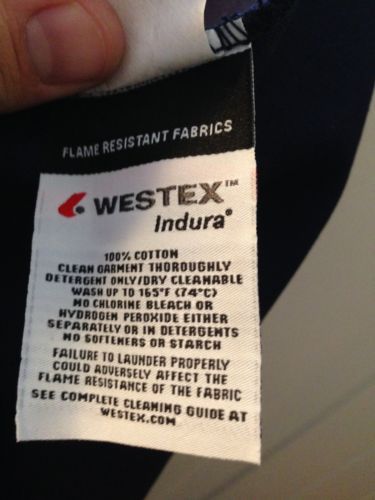 FLAME RESISTANT FABRICS
WESTEX™
Indura®
100% COTTON
CLEAN GARMENT THOROUGHLY
DETERGENT ONLY/DRY CLEANABLE
WASH UP TO 165°F (74°C)
NO CHLORINE BLEACH OR
HYDROGEN PEROXIDE EITHER
SEPARATELY OR IN DETERGENTS
NO SOFTENERS OR STARCH
FAILURE TO LAUNDER PROPERLY
COULD ADVERSELY AFFECT THE
FLAME RESISTANCE OF THE FABRIC
SEE COMPLETE CLEANING GUIDE AT
WESTEX.COM